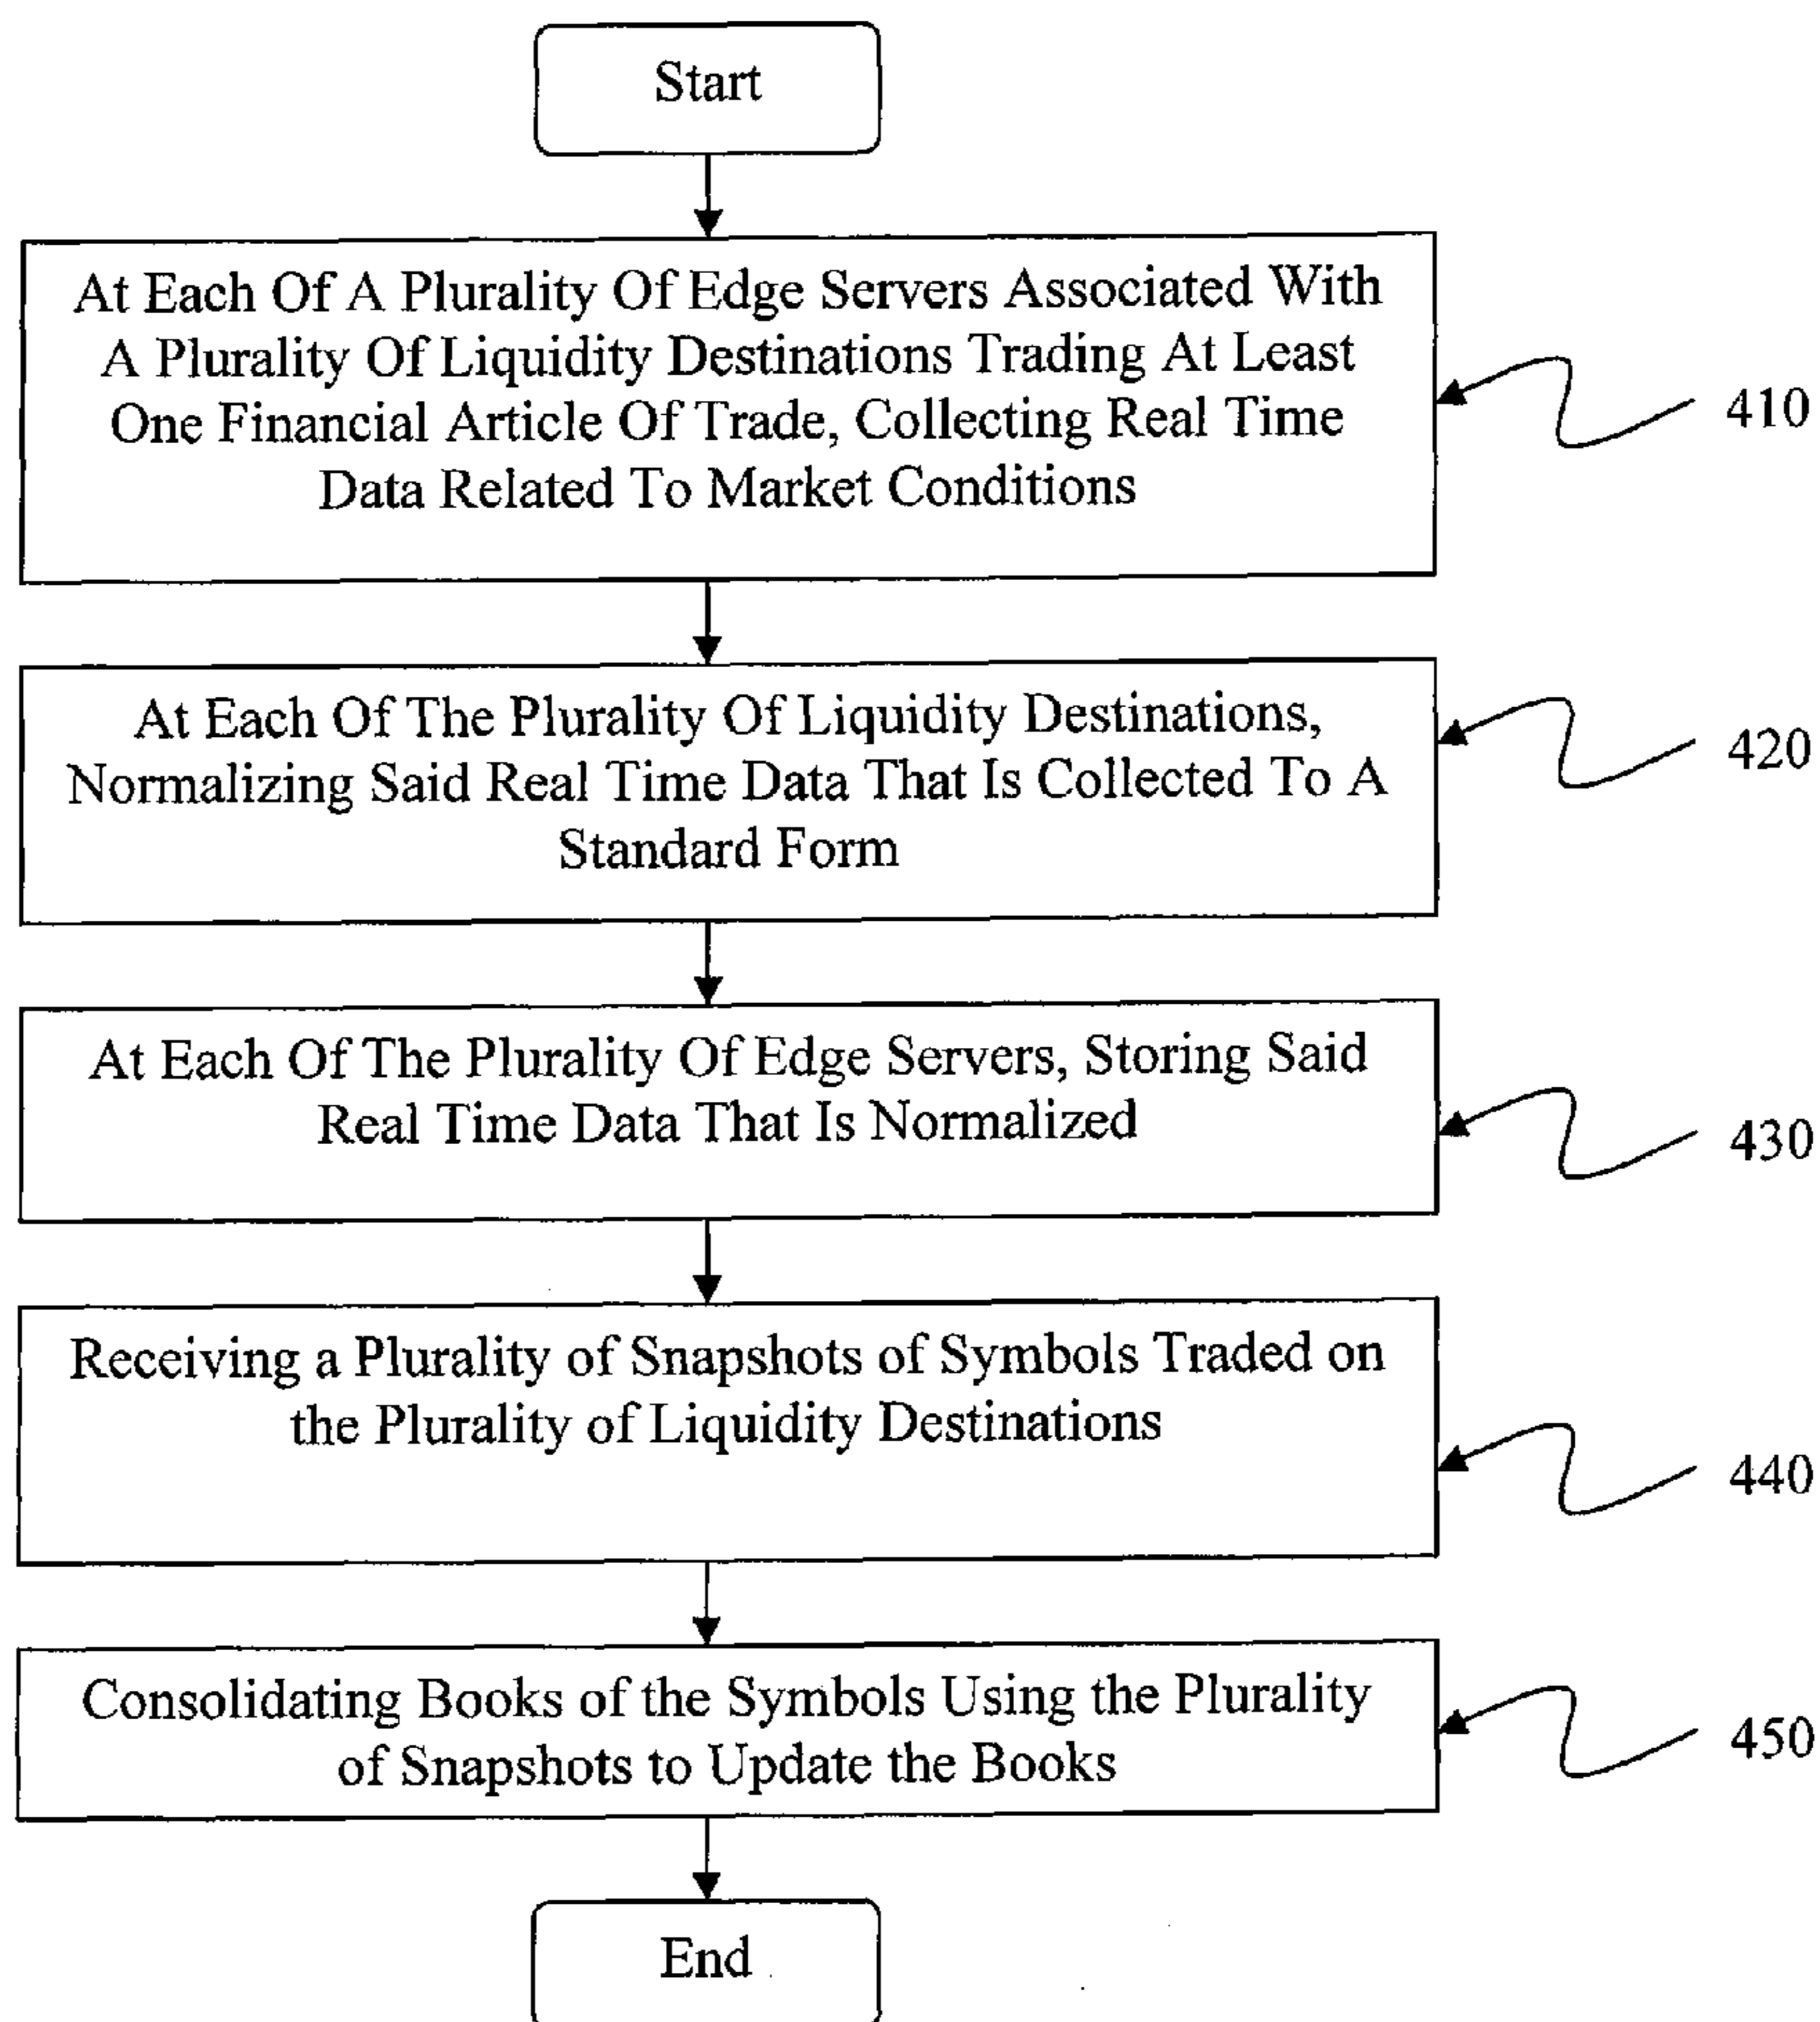 Start
At Each Of A Plurality Of Edge Servers Associated With
A Plurality Of Liquidity Destinations Trading At Least
One Financial Article Of Trade, Collecting Real Time
Data Related To Market Conditions
410
At Each Of The Plurality Of Liquidity Destinations,
Normalizing Said Real Time Data That Is Collected To A
Standard Form
420
At Each Of The Plurality Of Edge Servers, Storing Said
Real Time Data That Is Normalized
430
Receiving a Plurality of Snapshots of Symbols Traded on
the Plurality of Liquidity Destinations
440
Consolidating Books of the Symbols Using the Plurality
of Snapshots to Update the Books
450
End